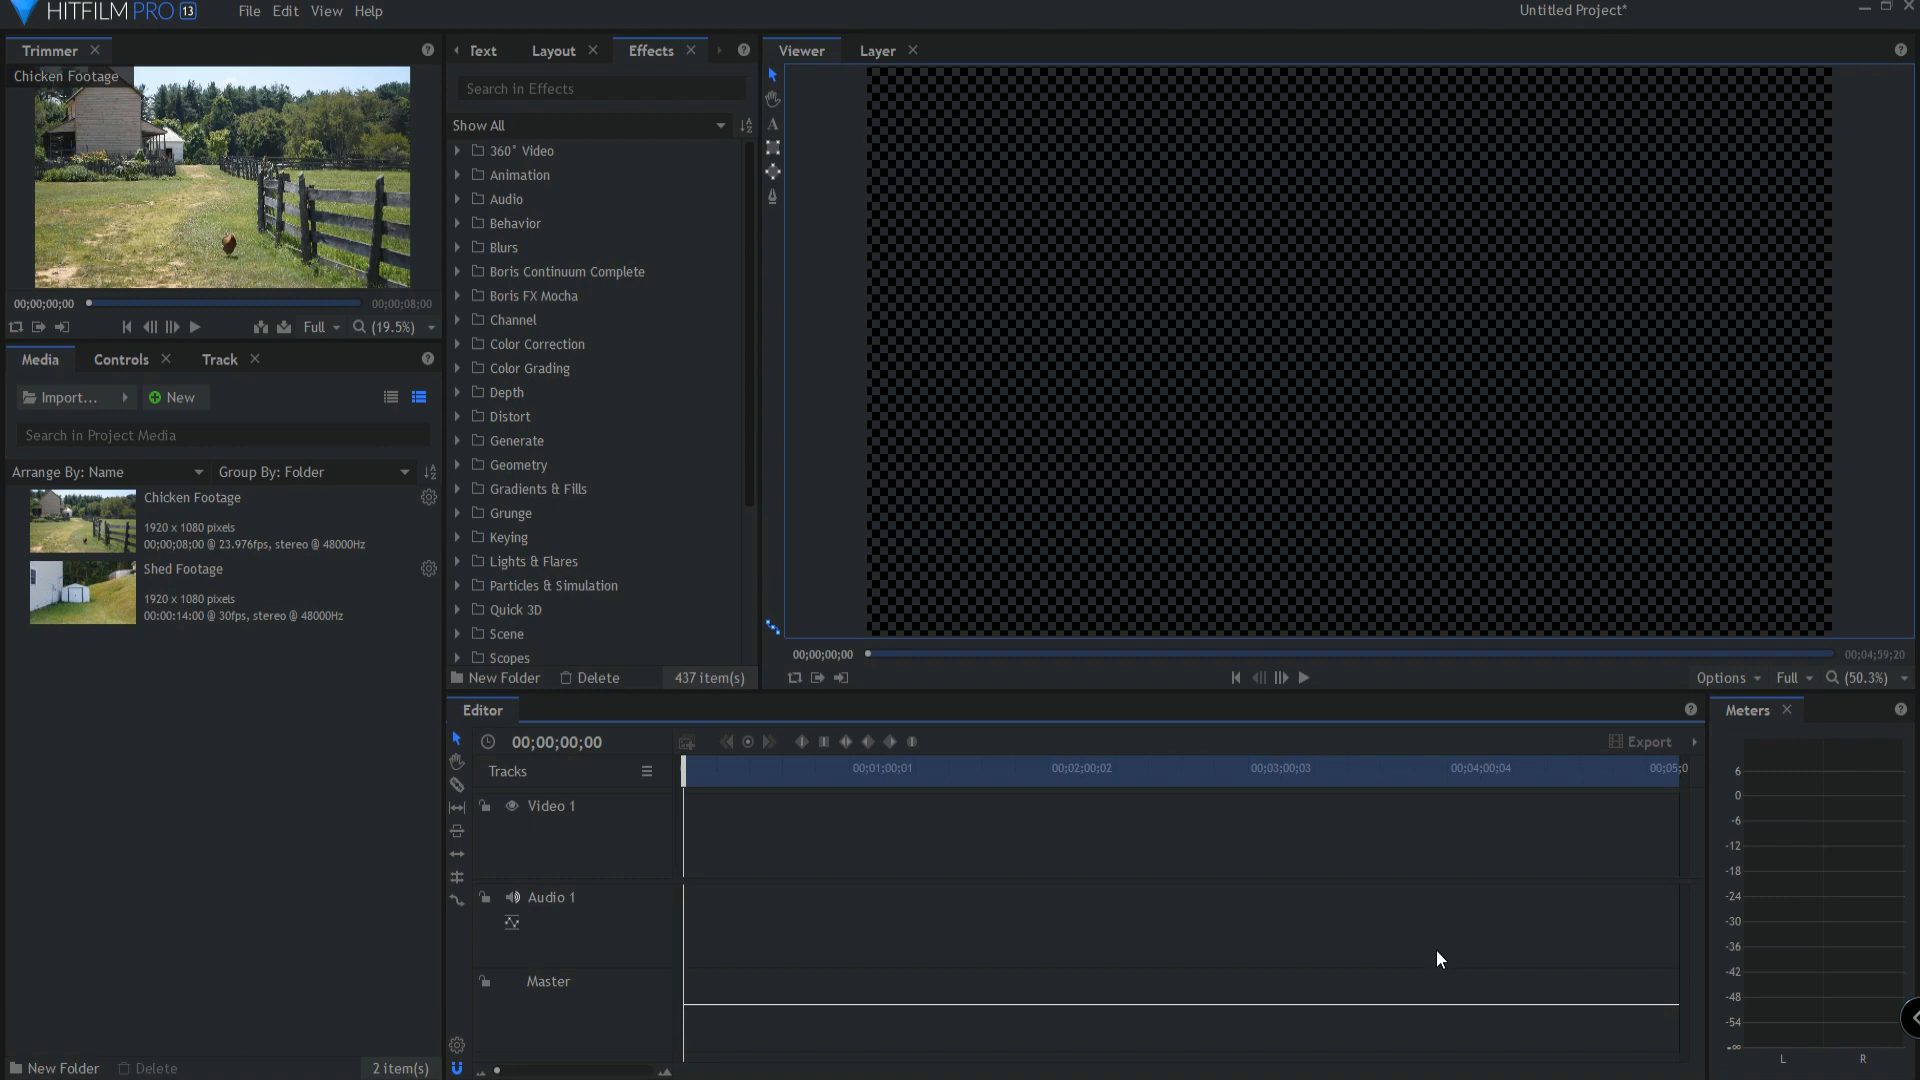 HITFILM PRO 13
File Edit View Help
Untitled Project*
Trimmer
Chicken Footage
00;00;00;00
00;00;08;00
Full
(19.5%)
Media
Controls
Track
Import...
New
Search in Project Media
Arrange By: Name
Group By: Folder
Chicken Footage
1920 x 1080 pixels
00;00;08;00 @ 23.976fps, stereo @ 48000Hz
Shed Footage
1920 x 1080 pixels
00:00:14:00 @ 30fps, stereo @ 48000Hz
New Folder
Delete
2 item(s)
Text
Layout
Effects
Search in Effects
Show All
360° Video
Animation
Audio
Behavior
Blurs
Boris Continuum Complete
Boris FX Mocha
Channel
Color Correction
Color Grading
Depth
Distort
Generate
Geometry
Gradients & Fills
Grunge
Keying
Lights & Flares
Particles & Simulation
Quick 3D
Scene
Scopes
New Folder
Delete
437 item(s)
Viewer
Layer
00;00;00;00
00;04;59;20
Options
Full
(50.3%)
Editor
00;00;00;00
Export
Tracks
00;01;00;01
00;02;00;02
00;03;00;03
00;04;00;04
00;05;0
Video 1
Audio 1
Master
Meters
6
0
-6
-12
-18
-24
-30
-36
-42
-48
-54
-∞
L
R